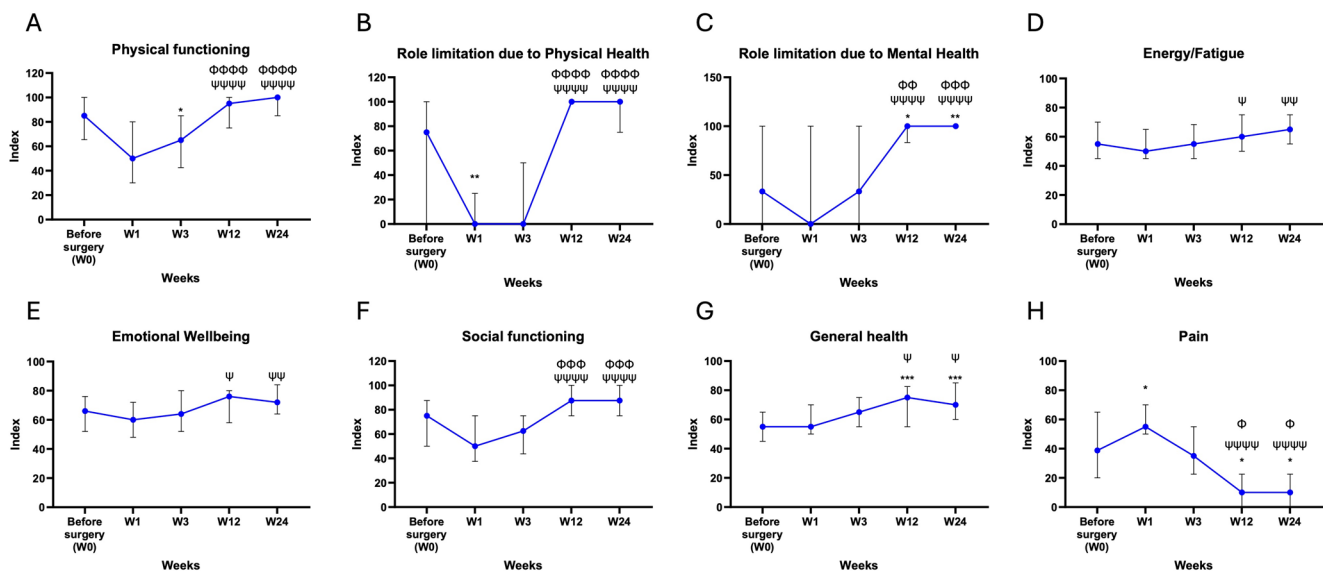 A
Physical functioning
ΦΦΦΦ ΦΦΦΦ
ΨΨΨΨ ΨΨΨΨ
*
120
100
80
60
40
20
0
Index
Before surgery (W0) W1 W3 W12 W24
Weeks
B
Role limitation due to Physical Health
ΦΦΦΦ ΦΦΦΦ
ΨΨΨΨ ΨΨΨΨ
**
120
100
80
60
40
20
0
Index
Before surgery (W0) W1 W3 W12 W24
Weeks
C
Role limitation due to Mental Health
ΦΦ ΦΦΦ
ΨΨΨΨ ΨΨΨΨ
* **
150
100
50
0
Index
Before surgery (W0) W1 W3 W12 W24
Weeks
D
Energy/Fatigue
Ψ ΨΨ
100
80
60
40
20
0
Index
Before surgery (W0) W1 W3 W12 W24
Weeks
E
Emotional Wellbeing
Ψ ΨΨ
100
80
60
40
20
0
Index
Before surgery (W0) W1 W3 W12 W24
Weeks
F
Social functioning
ΦΦΦ ΦΦΦ
ΨΨΨΨ ΨΨΨΨ
120
100
80
60
40
20
0
Index
Before surgery (W0) W1 W3 W12 W24
Weeks
G
General health
Ψ Ψ
*** ***
100
80
60
40
20
0
Index
Before surgery (W0) W1 W3 W12 W24
Weeks
H
Pain
*
Φ Φ
ΨΨΨΨ ΨΨΨΨ
* *
100
80
60
40
20
0
Index
Before surgery (W0) W1 W3 W12 W24
Weeks